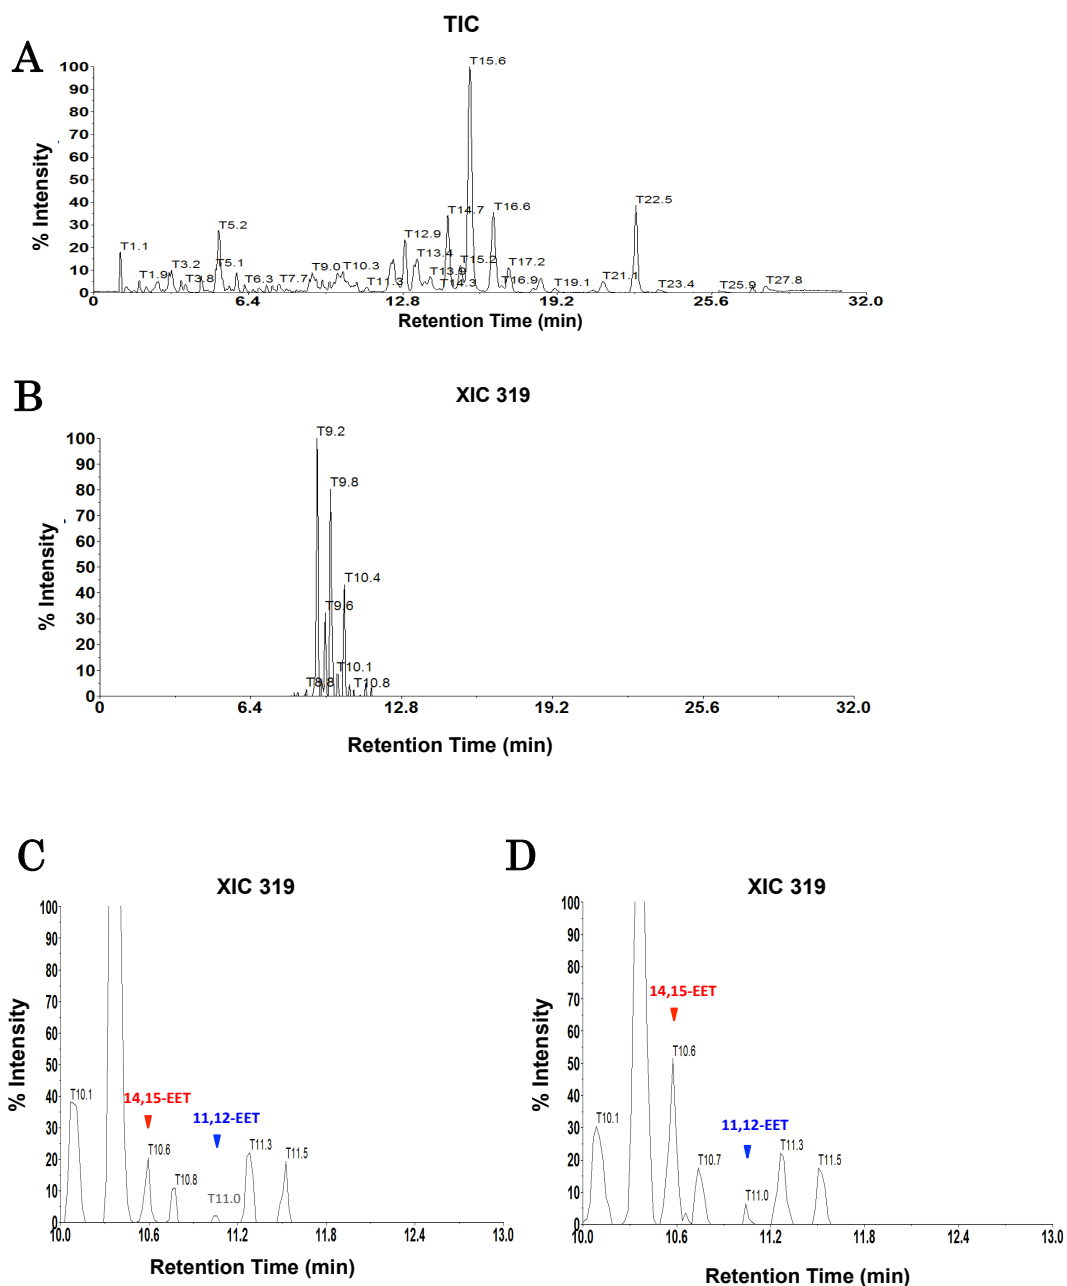 TIC
A
100
90
80
70
60
50
40
30
20
10
0
% Intensity
T1.1
T1.9
T3.2
T3.8
T5.2
T5.1
T6.3
T7.7
T9.0
T10.3
T11.3
T12.9
T13.4
T13.9
T14.3
T14.7
T15.2
T15.6
T16.6
T16.9
T17.2
T19.1
T21.1
T22.5
T23.4
T25.9
T27.8
0 6.4 12.8 19.2 25.6 32.0
Retention Time (min)
B
XIC 319
100
90
80
70
60
50
40
30
20
10
0
% Intensity
T9.2
T9.8
T10.4
T9.6
T10.1
T8.8
T10.8
0 6.4 12.8 19.2 25.6 32.0
Retention Time (min)
C
XIC 319
100
90
80
70
60
50
40
30
20
10
0
% Intensity
14,15-EET
11,12-EET
T10.1
T10.6
T10.8
T11.0
T11.3
T11.5
10.0 10.6 11.2 11.8 12.4 13.0
Retention Time (min)
D
XIC 319
100
90
80
70
60
50
40
30
20
10
0
% Intensity
14,15-EET
T10.6
11,12-EET
T10.1
T10.7
T11.0
T11.3
T11.5
10.0 10.6 11.2 11.8 12.4 13.0
Retention Time (min)